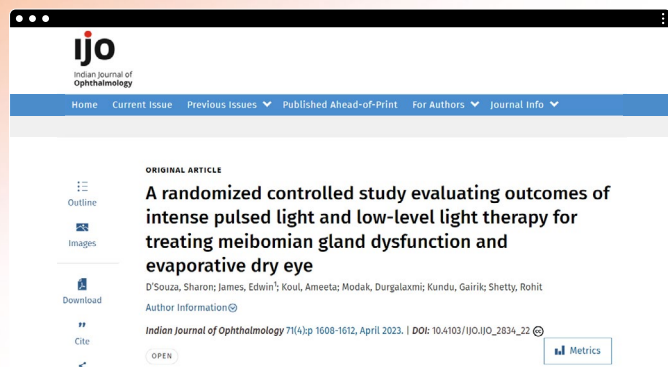 IJO
Indian Journal of
Ophthalmology
Home Current Issue Previous Issues Published Ahead-of-Print For Authors Journal Info
ORIGINAL ARTICLE
Outline
Images
Download
Cite
A randomized controlled study evaluating outcomes of
intense pulsed light and low-level light therapy for
treating meibomian gland dysfunction and
evaporative dry eye
D'Souza, Sharon; James, Edwin¹; Koul, Ameeta; Modak, Durgalaxmi; Kundu, Gairik; Shetty, Rohit
Author Information
Indian Journal of Ophthalmology 71(4):p 1608-1612, April 2023. | DOI: 10.4103/IJO.IJO_2834_22
OPEN
Metrics